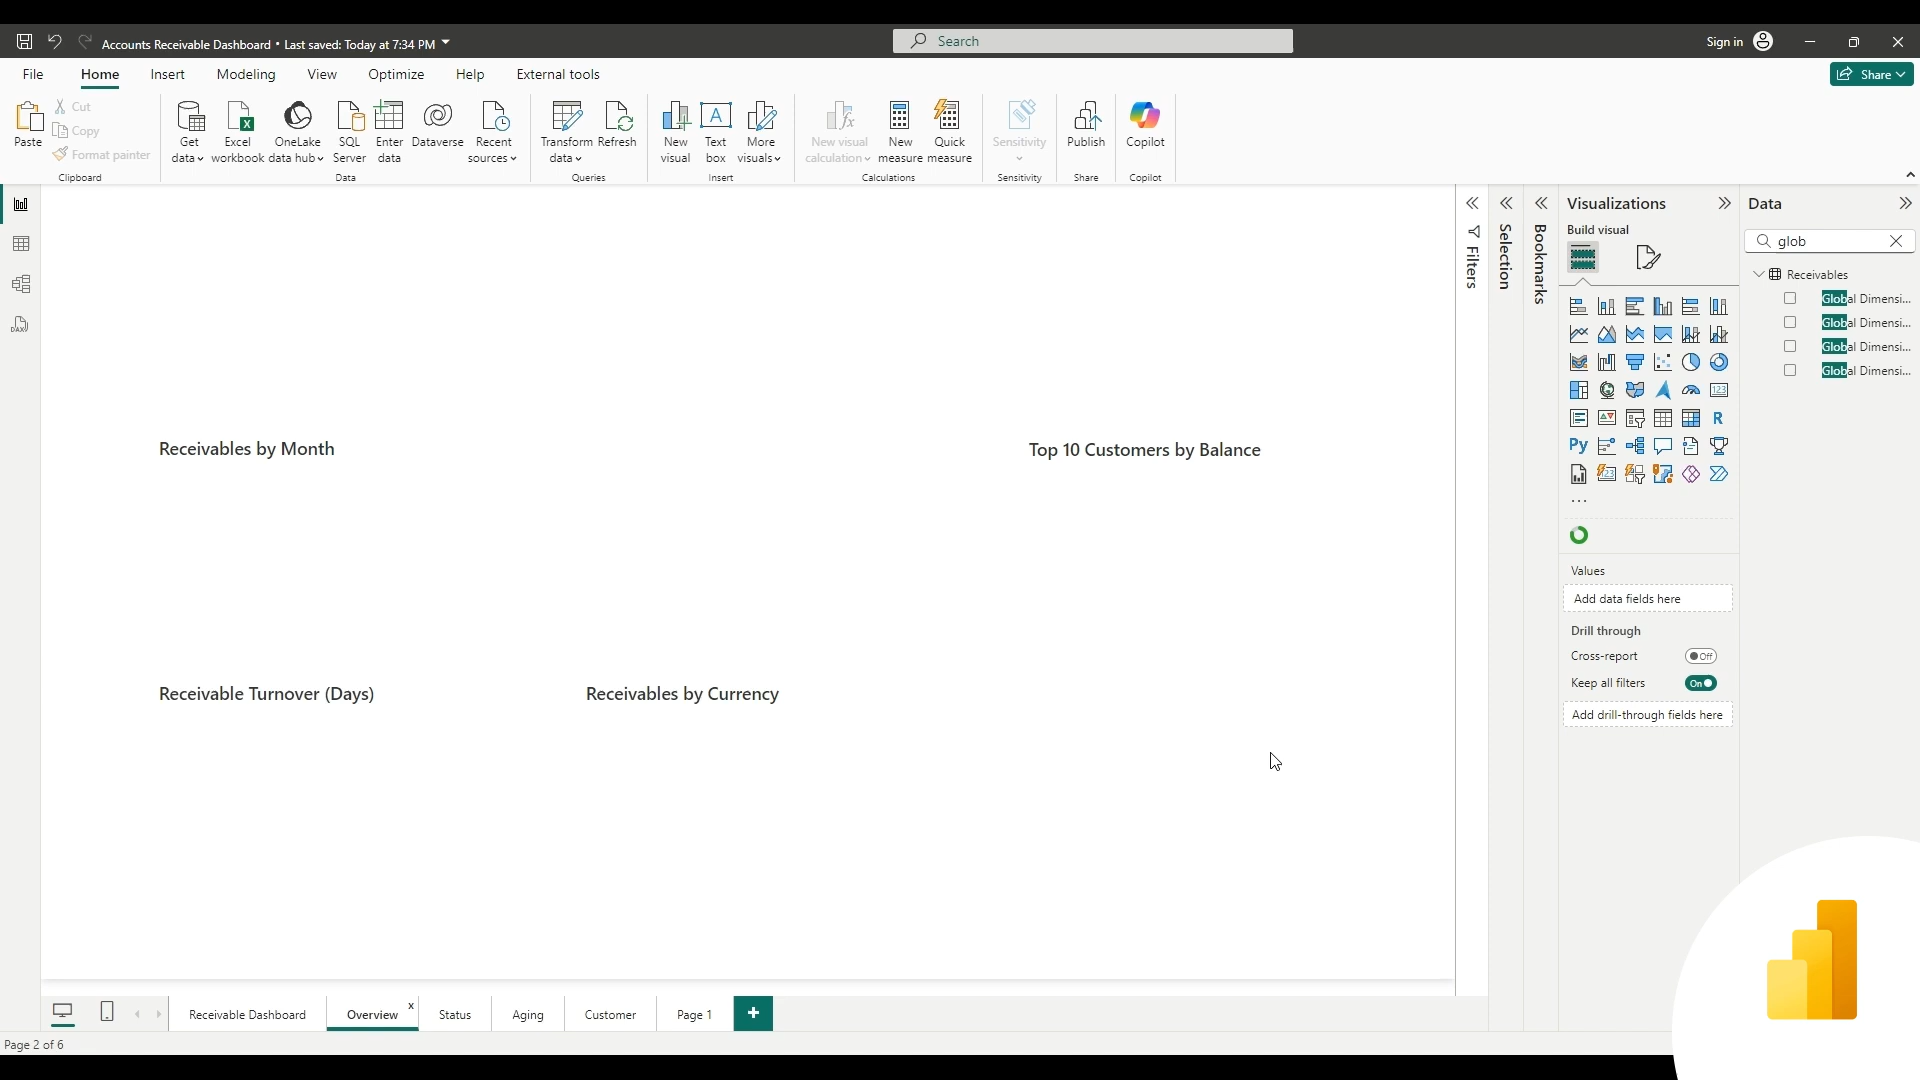 Accounts Receivable Dashboard • Last saved: Today at 7:34 PM
Search
Sign in
File Home Insert Modeling View Optimize Help External tools
Share
Paste
Cut
Copy
Format painter
Clipboard
Get data
Excel workbook
OneLake data hub
SQL Server
Enter data
Dataverse
Recent sources
Data
Transform data
Refresh
Queries
New visual
Text box
More visuals
Insert
New visual calculation
New measure
Quick measure
Calculations
Sensitivity
Sensitivity
Publish
Share
Copilot
Copilot
DAX
Receivables by Month
Top 10 Customers by Balance
Receivable Turnover (Days)
Receivables by Currency
Filters
Selection
Bookmarks
Visualizations
Build visual
123
R
Py
123
...
Values
Add data fields here
Drill through
Cross-report
Off
Keep all filters
On
Add drill-through fields here
Data
glob
Receivables
Global Dimensi...
Global Dimensi...
Global Dimensi...
Global Dimensi...
Receivable Dashboard
Overview x
Status
Aging
Customer
Page 1
+
Page 2 of 6